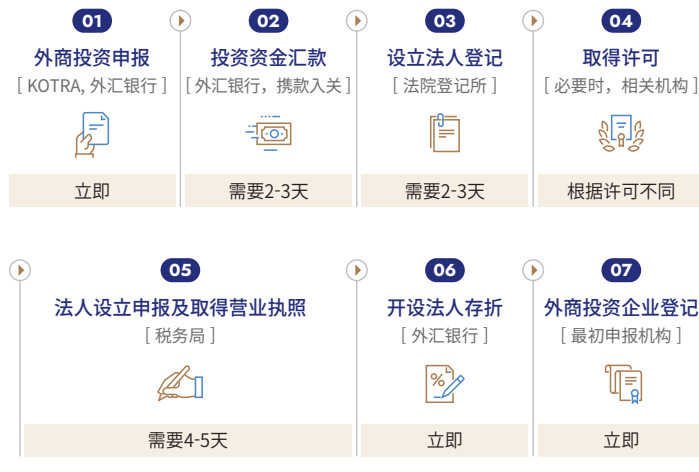 01
外商投资申报
[ KOTRA, 外汇银行 ]
立即
02
投资资金汇款
[ 外汇银行，携款入关 ]
需要2-3天
03
设立法人登记
[ 法院登记所 ]
需要2-3天
04
取得许可
[ 必要时，相关机构 ]
根据许可不同
05
法人设立申报及取得营业执照
[ 税务局 ]
需要4-5天
06
开设法人存折
[ 外汇银行 ]
%
立即
07
外商投资企业登记
[ 最初申报机构 ]
立即